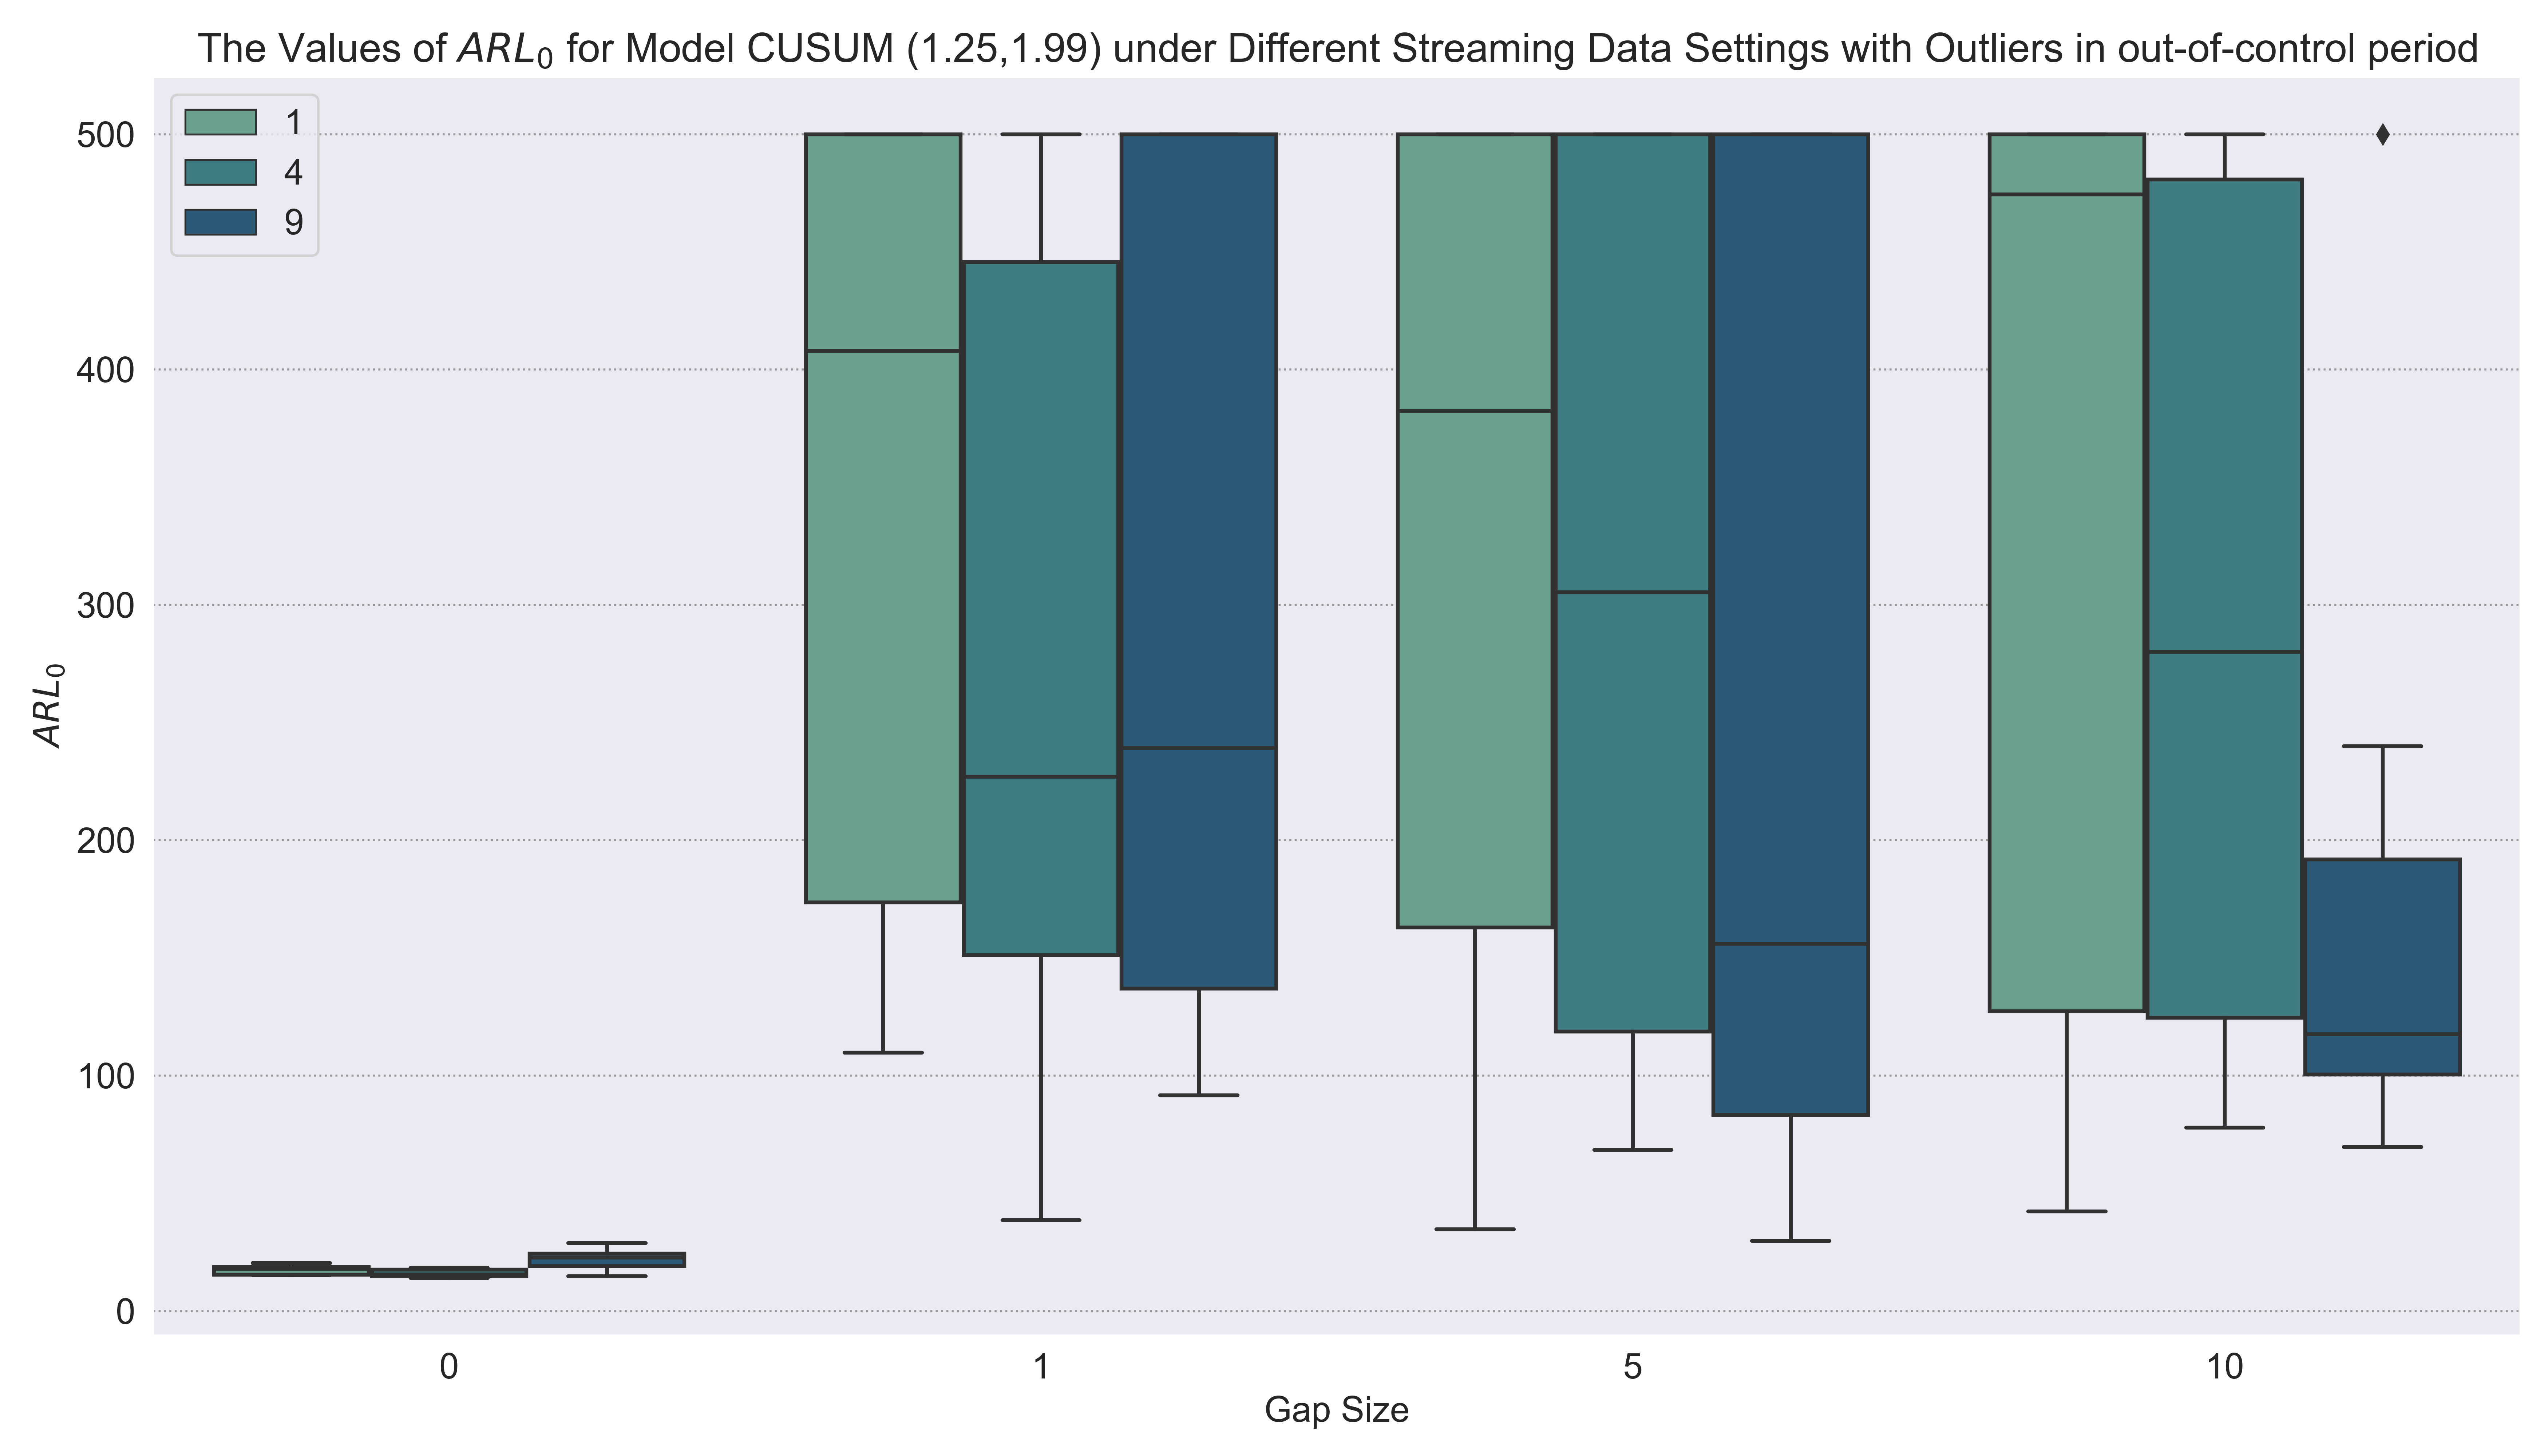 The Values of ARL₀ for Model CUSUM (1.25,1.99) under Different Streaming Data Settings with Outliers in out-of-control period
1
4
9
500
400
300
200
100
0
ARL₀
0 1 5 10
Gap Size